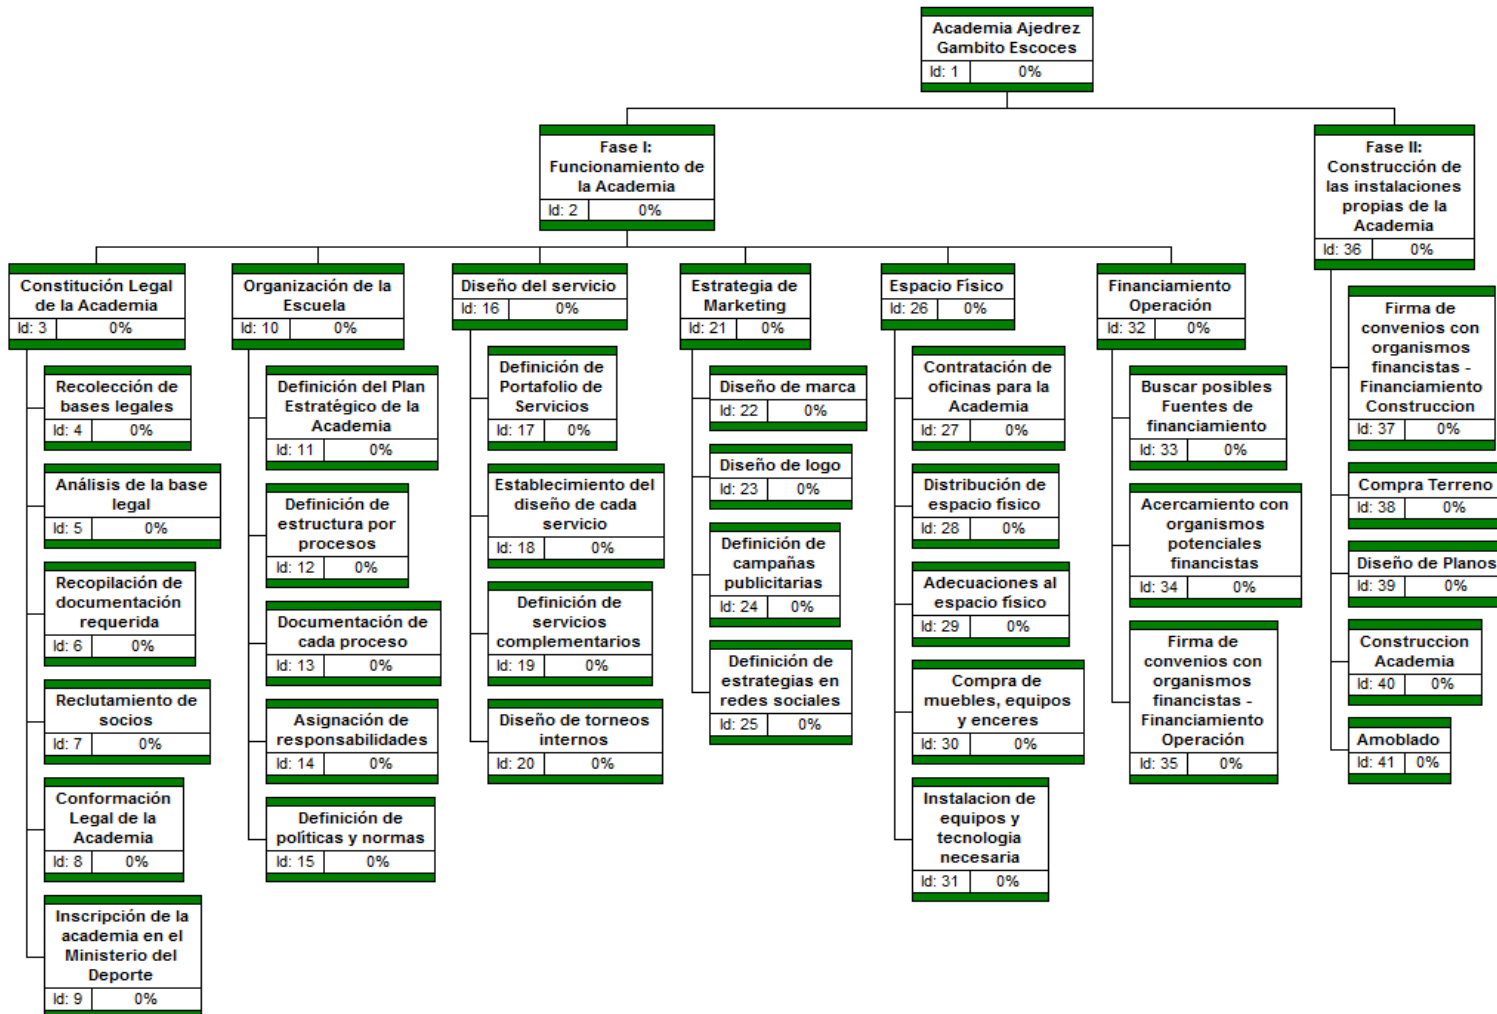 Academia Ajedrez
Gambito Escoces
Id: 1 0%
Fase I:
Funcionamiento de
la Academia
Id: 2 0%
Fase II:
Construcción de
las instalaciones
propias de la
Academia
Id: 36 0%
Constitución Legal
de la Academia
Id: 3 0%
Recolección de
bases legales
Id: 4 0%
Análisis de la base
legal
Id: 5 0%
Recopilación de
documentación
requerida
Id: 6 0%
Reclutamiento de
socios
Id: 7 0%
Conformación
Legal de la
Academia
Id: 8 0%
Inscripción de la
academia en el
Ministerio del
Deporte
Id: 9 0%
Organización de la
Escuela
Id: 10 0%
Definición del Plan
Estratégico de la
Academia
Id: 11 0%
Definición de
estructura por
procesos
Id: 12 0%
Documentación de
cada proceso
Id: 13 0%
Asignación de
responsabilidades
Id: 14 0%
Definición de
políticas y normas
Id: 15 0%
Diseño del servicio
Id: 16 0%
Definición de
Portafolio de
Servicios
Id: 17 0%
Establecimiento del
diseño de cada
servicio
Id: 18 0%
Definición de
servicios
complementarios
Id: 19 0%
Diseño de torneos
internos
Id: 20 0%
Estrategia de
Marketing
Id: 21 0%
Diseño de marca
Id: 22 0%
Diseño de logo
Id: 23 0%
Definición de
campañas
publicitarias
Id: 24 0%
Definición de
estrategias en
redes sociales
Id: 25 0%
Espacio Físico
Id: 26 0%
Contratación de
oficinas para la
Academia
Id: 27 0%
Distribución de
espacio físico
Id: 28 0%
Adecuaciones al
espacio físico
Id: 29 0%
Compra de
muebles, equipos
y enceres
Id: 30 0%
Instalacion de
equipos y
tecnologia
necesaria
Id: 31 0%
Financiamiento
Operación
Id: 32 0%
Buscar posibles
Fuentes de
financiamiento
Id: 33 0%
Acercamiento con
organismos
potenciales
financistas
Id: 34 0%
Firma de
convenios con
organismos
financistas -
Financiamiento
Operación
Id: 35 0%
Firma de
convenios con
organismos
financistas -
Financiamiento
Construccion
Id: 37 0%
Compra Terreno
Id: 38 0%
Diseño de Planos
Id: 39 0%
Construccion
Academia
Id: 40 0%
Amoblado
Id: 41 0%